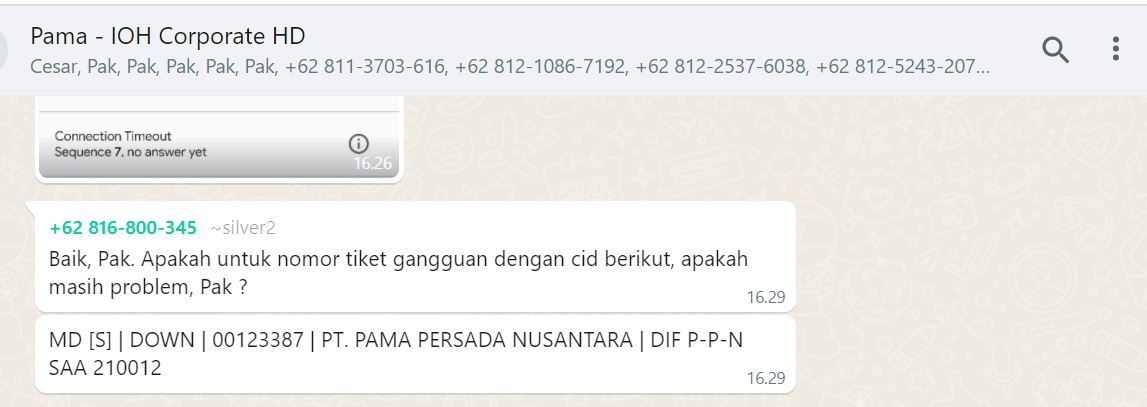 Pama - IOH Corporate HD
Cesar, Pak, Pak, Pak, Pak, Pak, +62 811-3703-616, +62 812-1086-7192, +62 812-2537-6038, +62 812-5243-207...
Connection Timeout
Sequence 7, no answer yet
16.26
+62 816-800-345 ~silver2
Baik, Pak. Apakah untuk nomor tiket gangguan dengan cid berikut, apakah
masih problem, Pak ?
16.29
MD [S] | DOWN | 00123387 | PT. PAMA PERSADA NUSANTARA | DIF P-P-N
SAA 210012
16.29